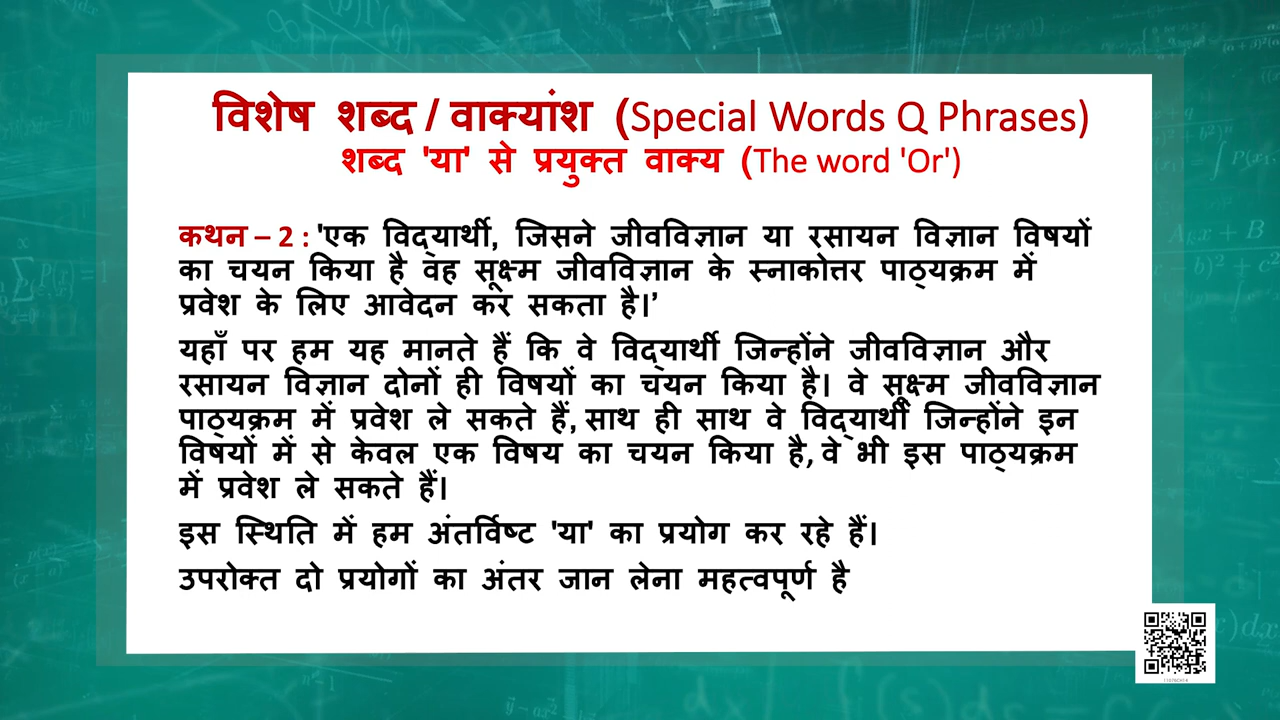 विशेष शब्द / वाक्यांश (Special Words Q Phrases)
शब्द 'या' से प्रयुक्त वाक्य (The word 'Or')
कथन – 2 : 'एक विद्यार्थी, जिसने जीवविज्ञान या रसायन विज्ञान विषयों
का चयन किया है वह सूक्ष्म जीवविज्ञान के स्नाकोत्तर पाठ्यक्रम में
प्रवेश के लिए आवेदन कर सकता है।’
यहाँ पर हम यह मानते हैं कि वे विद्यार्थी जिन्होंने जीवविज्ञान और
रसायन विज्ञान दोनों ही विषयों का चयन किया है। वे सूक्ष्म जीवविज्ञान
पाठ्यक्रम में प्रवेश ले सकते हैं, साथ ही साथ वे विद्यार्थी जिन्होंने इन
विषयों में से केवल एक विषय का चयन किया है, वे भी इस पाठ्यक्रम
में प्रवेश ले सकते हैं।
इस स्थिति में हम अंतर्विष्ट 'या' का प्रयोग कर रहे हैं।
उपरोक्त दो प्रयोगों का अंतर जान लेना महत्वपूर्ण है